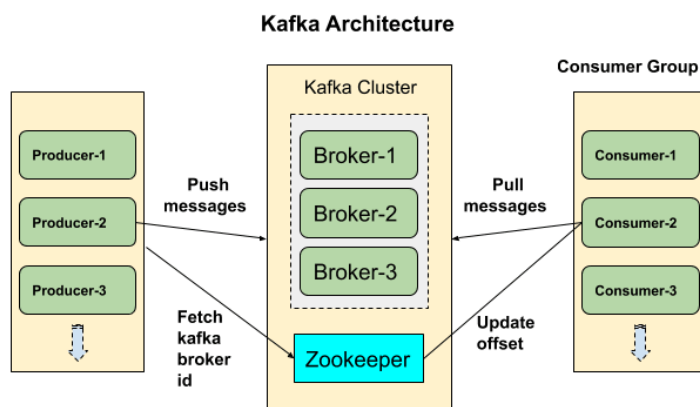 Kafka Architecture
Producer-1
Producer-2
Producer-3
Push
messages
Fetch
kafka
broker
id
Kafka Cluster
Broker-1
Broker-2
Broker-3
Zookeeper
Pull
messages
Update
offset
Consumer Group
Consumer-1
Consumer-2
Consumer-3